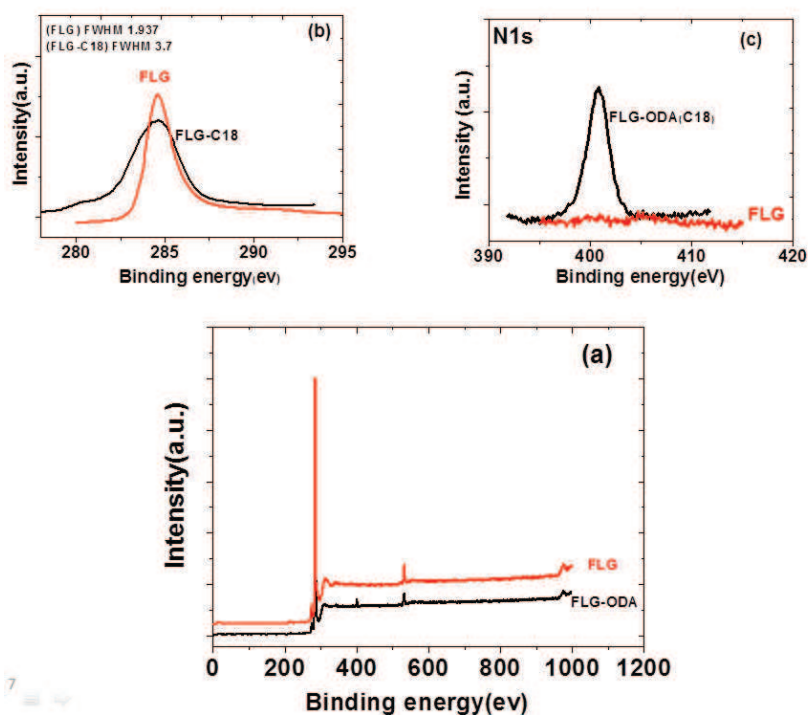 (FLG) FWHM 1.937
(FLG-C18) FWHM 3.7
(b)
FLG
FLG-C18
Intensity(a.u.)
280 285 290 295
Binding energy(ev)
N1s
(c)
FLG-ODA(C18)
FLG
Intensity (a.u.)
390 400 410 420
Binding energy(eV)
(a)
FLG
FLG-ODA
Intensity(a.u.)
0 200 400 600 800 1000 1200
Binding energy(ev)
7